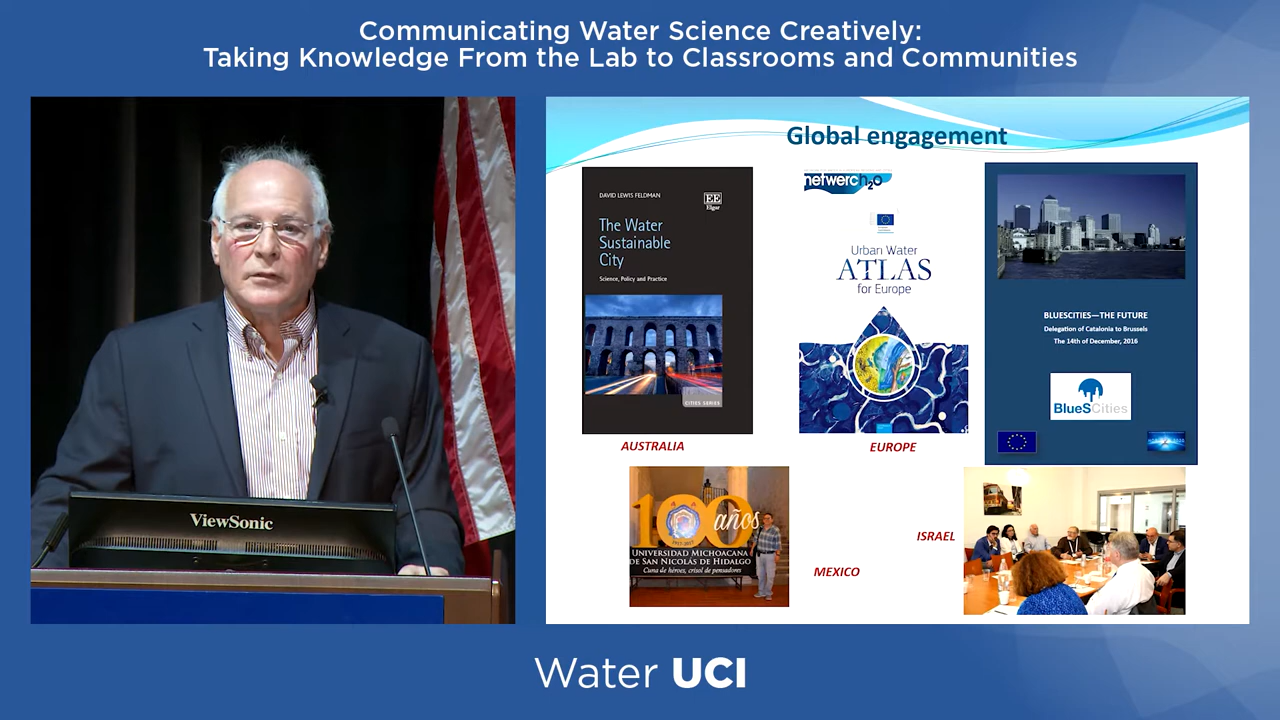 Communicating Water Science Creatively:
Taking Knowledge From the Lab to Classrooms and Communities
ViewSonic
Global engagement
DAVID LEWIS FELDMAN
EE
Elgar
The Water
Sustainable
City
Science, Policy and Practice
CITIES SERIES
AUSTRALIA
netwerch2o
Urban Water
ATLAS
for Europe
EUROPE
BLUESCITIES—THE FUTURE
Delegation of Catalonia to Brussels
The 14th of December, 2016
BlueSCities
100 años
1917-2017
UNIVERSIDAD MICHOACANA
DE SAN NICOLÁS DE HIDALGO
Cuna de héroes, crisol de pensadores
MEXICO
ISRAEL
Water UCI